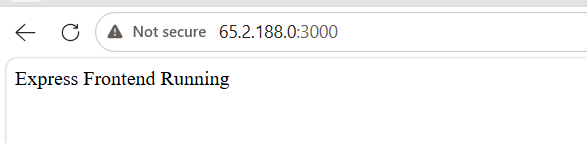 Not secure 65.2.188.0:3000
Express Frontend Running